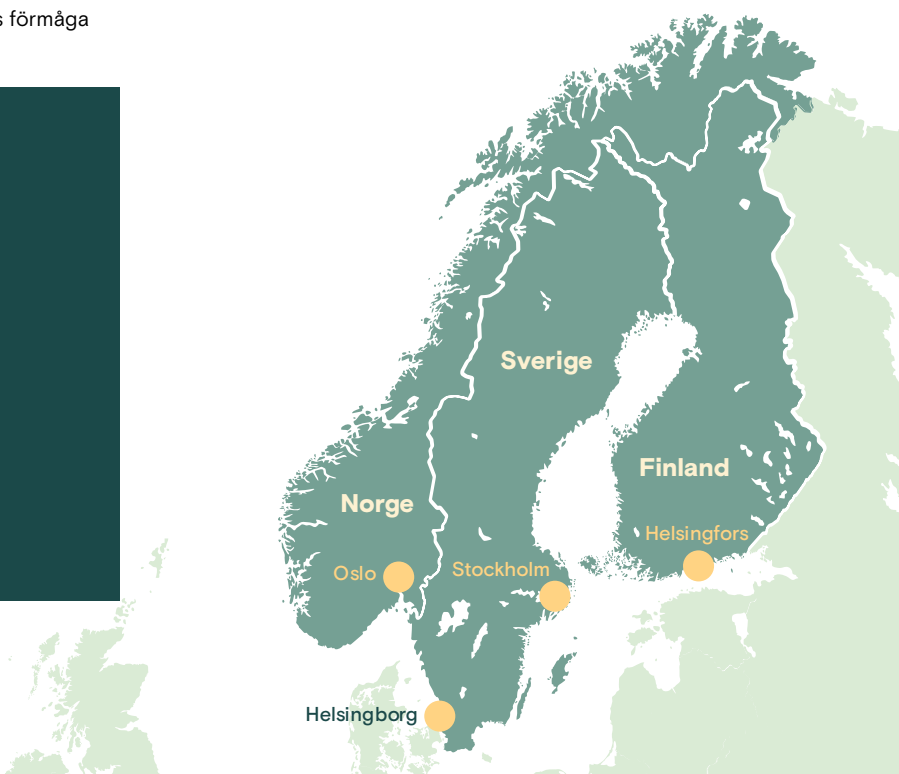 s förmåga
Sverige
Finland
Norge
Helsingfors
Oslo
Stockholm
Helsingborg